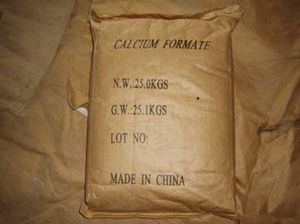 CALCIUM FORMATE
N.W.:25.0KGS
G.W.:25.1KGS
LOT NO:
MADE IN CHINA